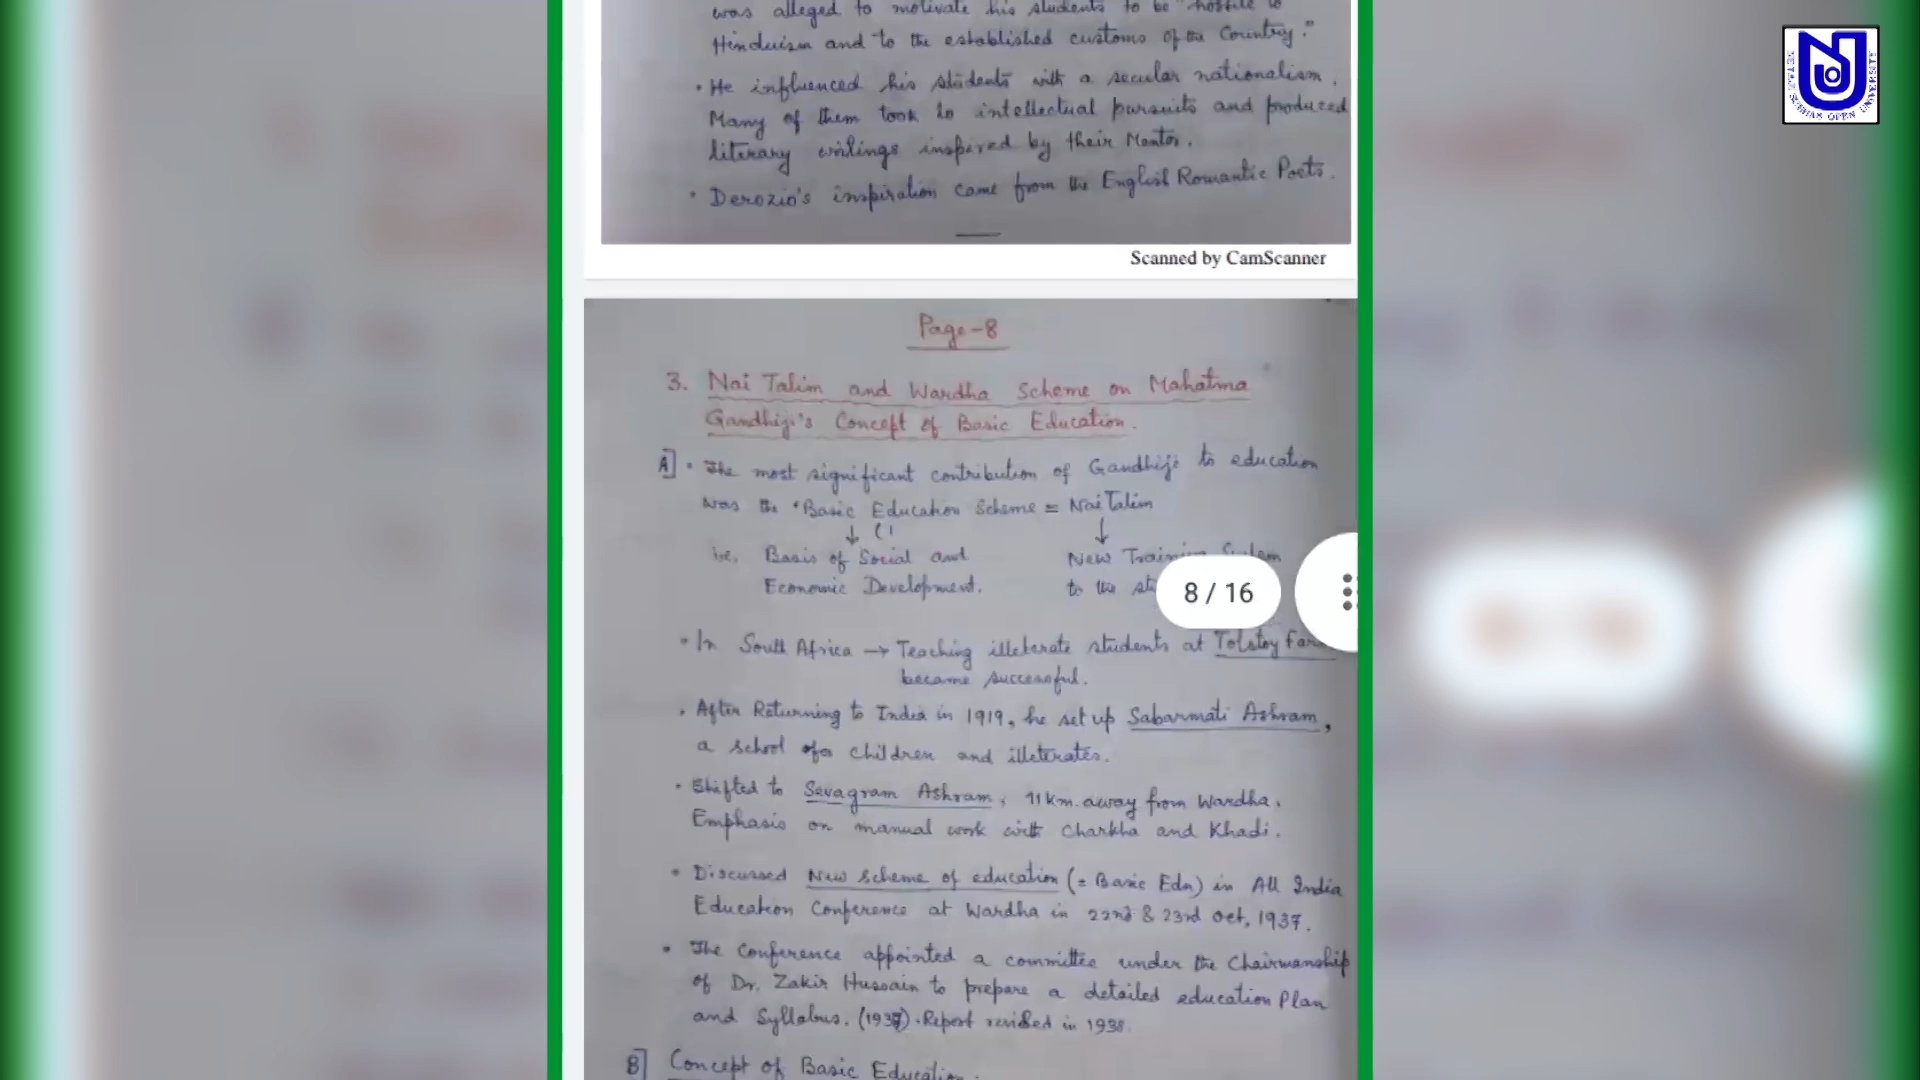 was alleged to motivate his students to be "hostile to
Hinduism and to the established customs of the Country."
• He influenced his students with a secular nationalism.
Many of them took to intellectual pursuits and produced
literary writings inspired by their Mentor.
• Derozio's inspiration came from the English Romantic Poets.
Scanned by CamScanner
Page-8
3. Nai Talim and Wardha Scheme on Mahatma
Gandhiji's Concept of Basic Education.
A] • The most significant contribution of Gandhiji to education
was the "Basic Education Scheme = Nai Talim
↓ ↓
i.e. Basis of Social and New Training System
Economic Development. to the
8 / 16
• In South Africa → Teaching illeterate students at Tolstoy
became successful.
• After Returning to India in 1919, he set up Sabarmati Ashram,
a school of children and illeterates.
• Shifted to Sevagram Ashram, 11 km. away from Wardha.
Emphasis on manual work with Charkha and Khadi.
• Discussed New scheme of education (= Basic Edn) in All India
Education Conference at Wardha in 22nd & 23rd Oct, 1937.
• The Conference appointed a committee under the Chairmanship
of Dr. Zakir Hussain to prepare a detailed education Plan
and Syllabus. (1937) • Report revised in 1938.
B] Concept of Basic Education.